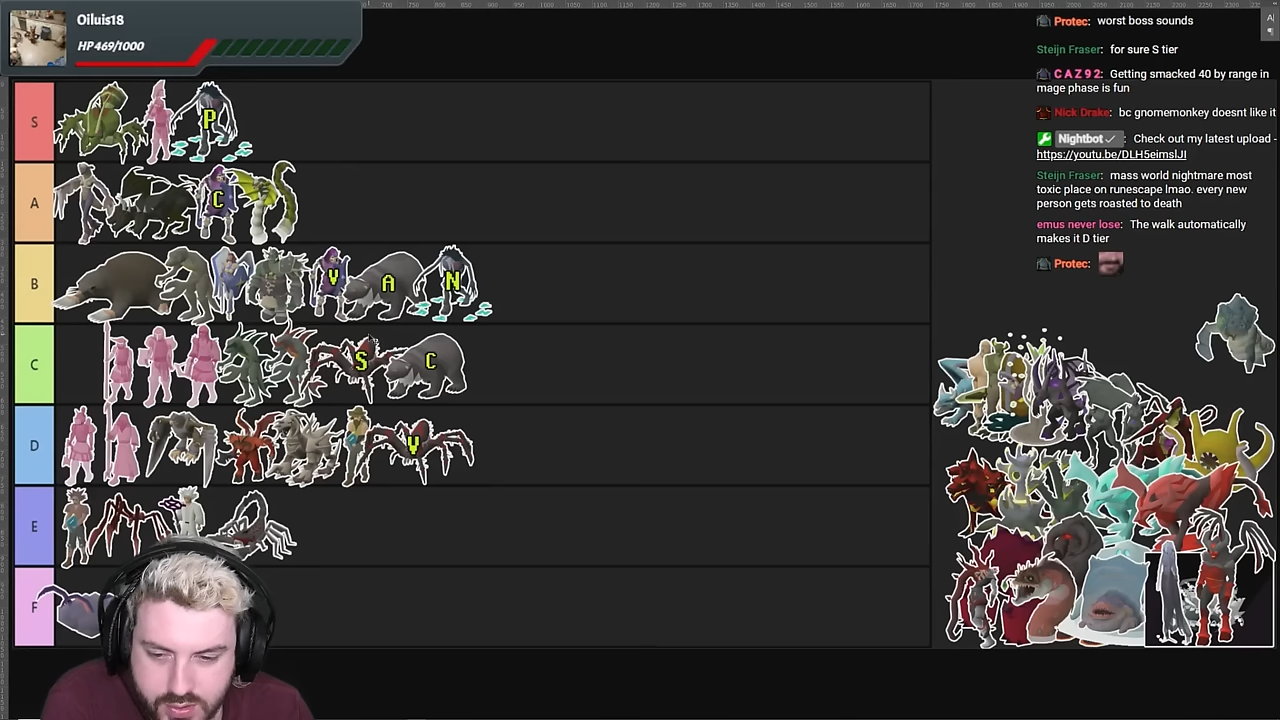 Oiluis18
HP469/1000
Protec: worst boss sounds
Steijn Fraser: for sure S tier
C A Z 9 2: Getting smacked 40 by range in
mage phase is fun
Nick Drake: bc gnomemonkey doesnt like it
Nightbot ✓: Check out my latest upload -
https://youtu.be/DLH5eimslJI
Steijn Fraser: mass world nightmare most
toxic place on runescape lmao. every new
person gets roasted to death
emus never lose: The walk automatically
makes it D tier
Protec:
S
P
A
C
B
V
A
N
C
S
C
D
V
E
F